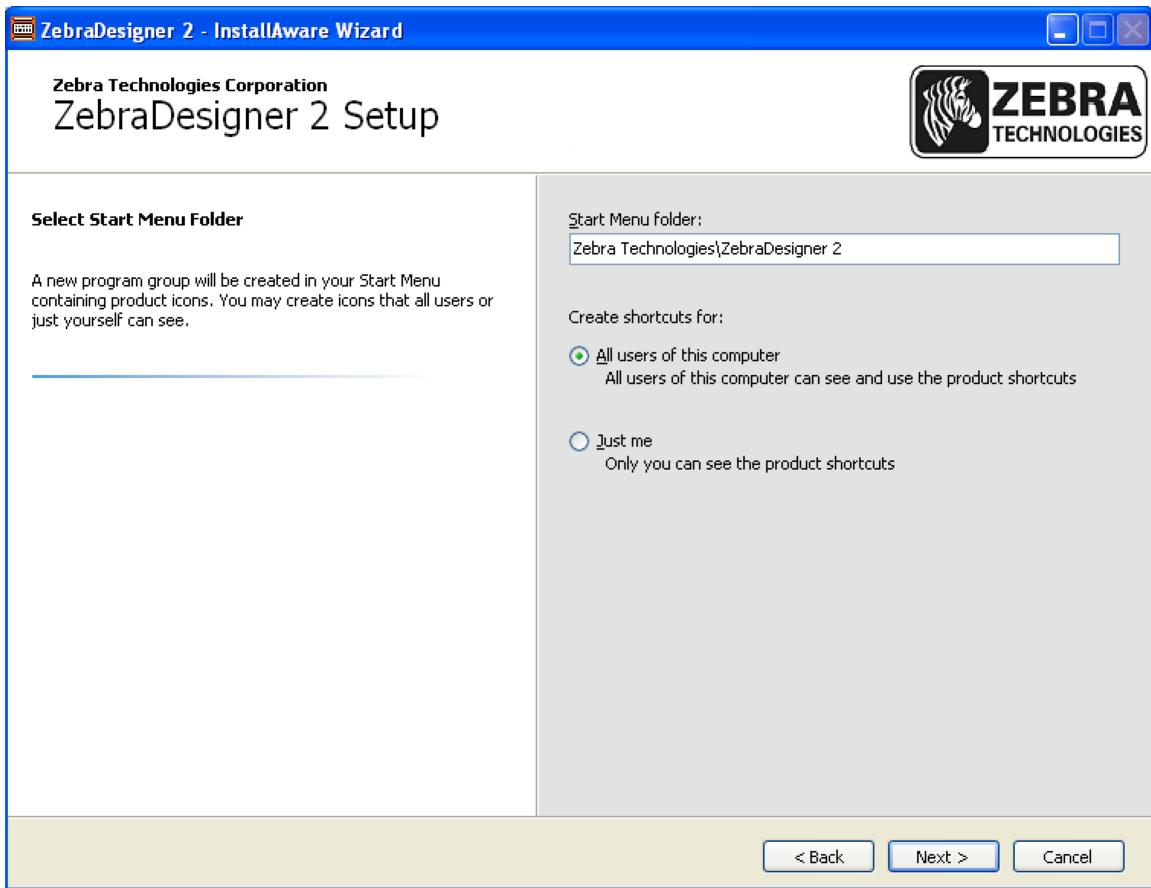 ZebraDesigner 2 - InstallAware Wizard
Zebra Technologies Corporation
ZebraDesigner 2 Setup
ZEBRA
TECHNOLOGIES
Select Start Menu Folder
A new program group will be created in your Start Menu
containing product icons. You may create icons that all users or
just yourself can see.
Start Menu folder:
Zebra Technologies\ZebraDesigner 2
Create shortcuts for:
All users of this computer
All users of this computer can see and use the product shortcuts
Just me
Only you can see the product shortcuts
< Back
Next >
Cancel